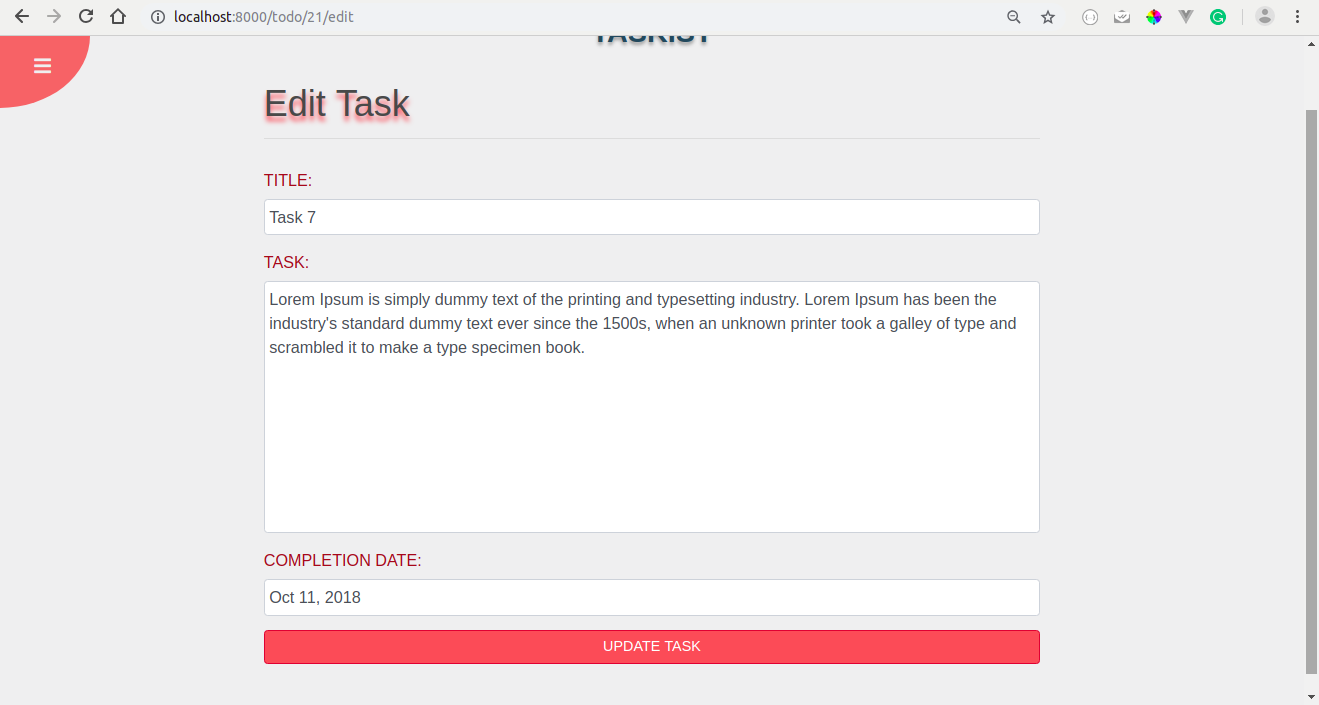 localhost:8000/todo/21/edit
TASKIST
Edit Task
TITLE:
Task 7
TASK:
Lorem Ipsum is simply dummy text of the printing and typesetting industry. Lorem Ipsum has been the
industry's standard dummy text ever since the 1500s, when an unknown printer took a galley of type and
scrambled it to make a type specimen book.
COMPLETION DATE:
Oct 11, 2018
UPDATE TASK